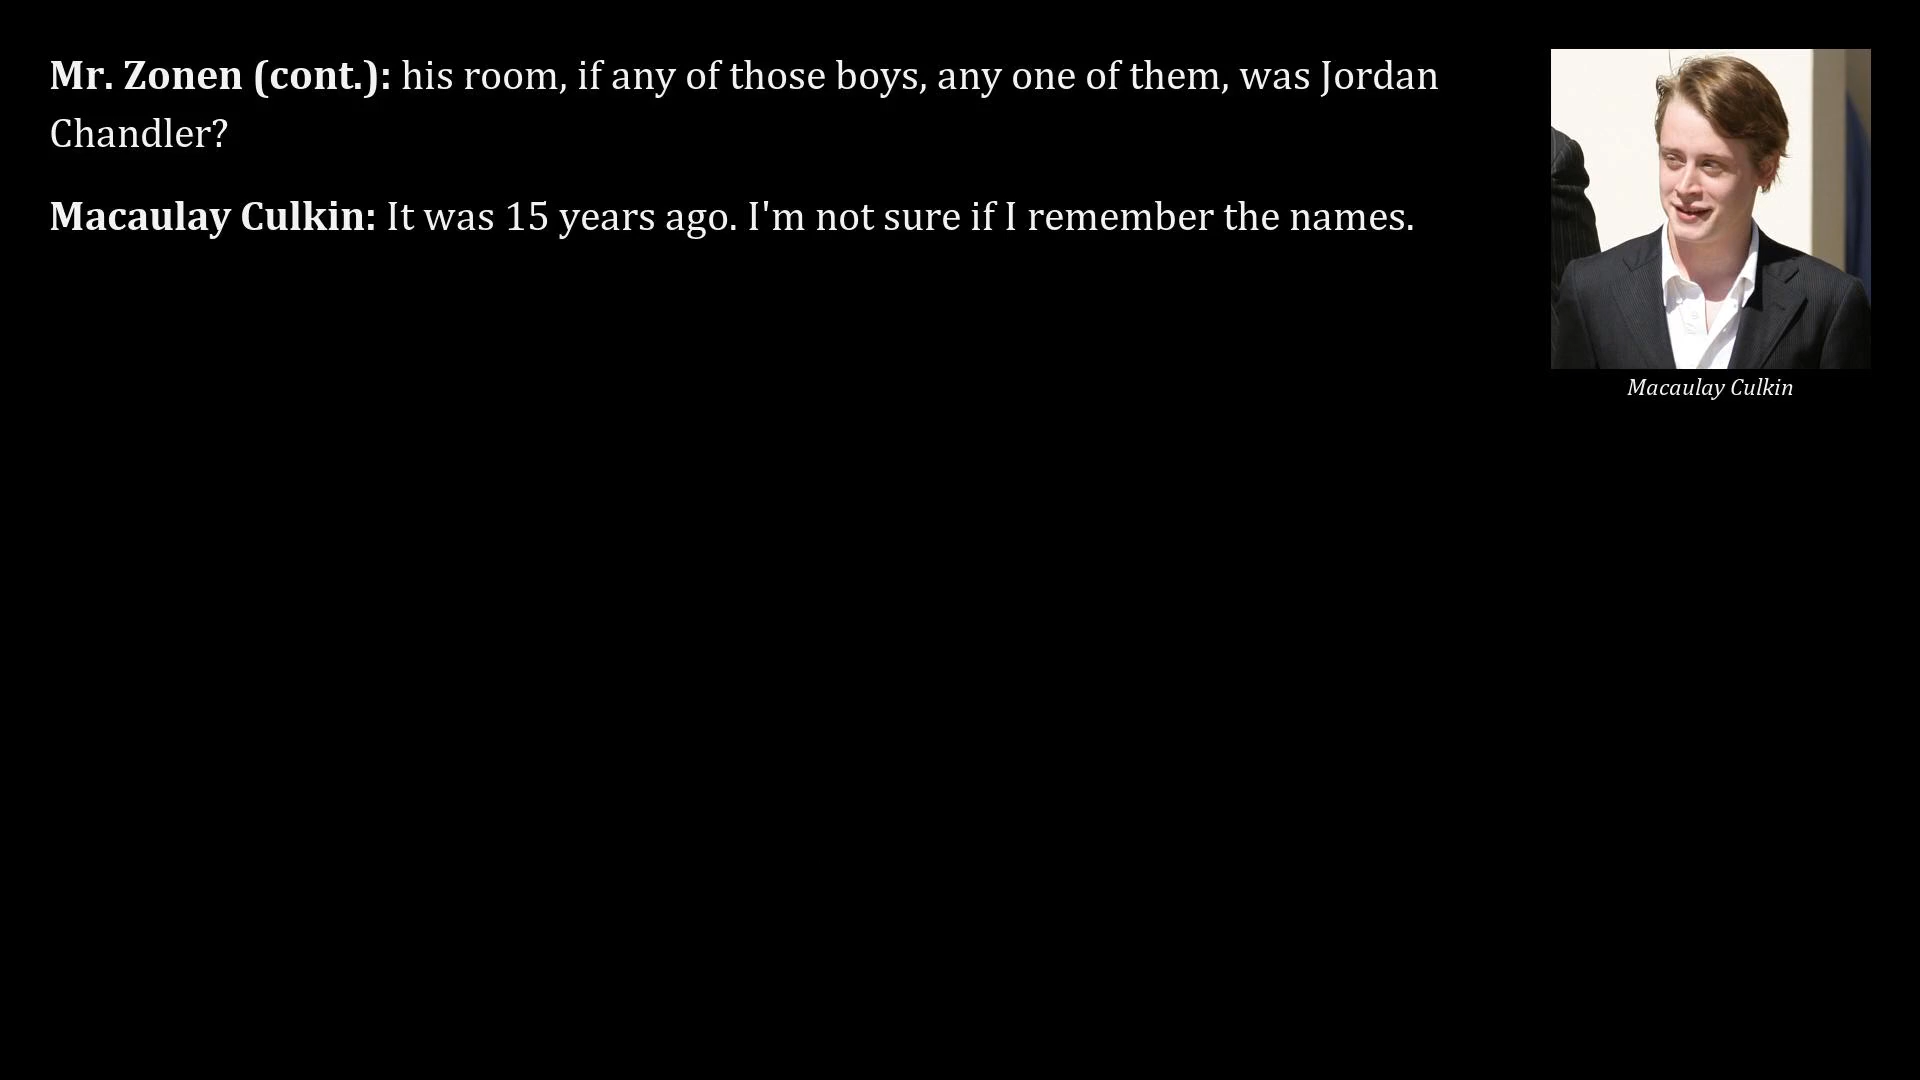 Mr. Zonen (cont.): his room, if any of those boys, any one of them, was Jordan
Chandler?
Macaulay Culkin: It was 15 years ago. I'm not sure if I remember the names.
Macaulay Culkin